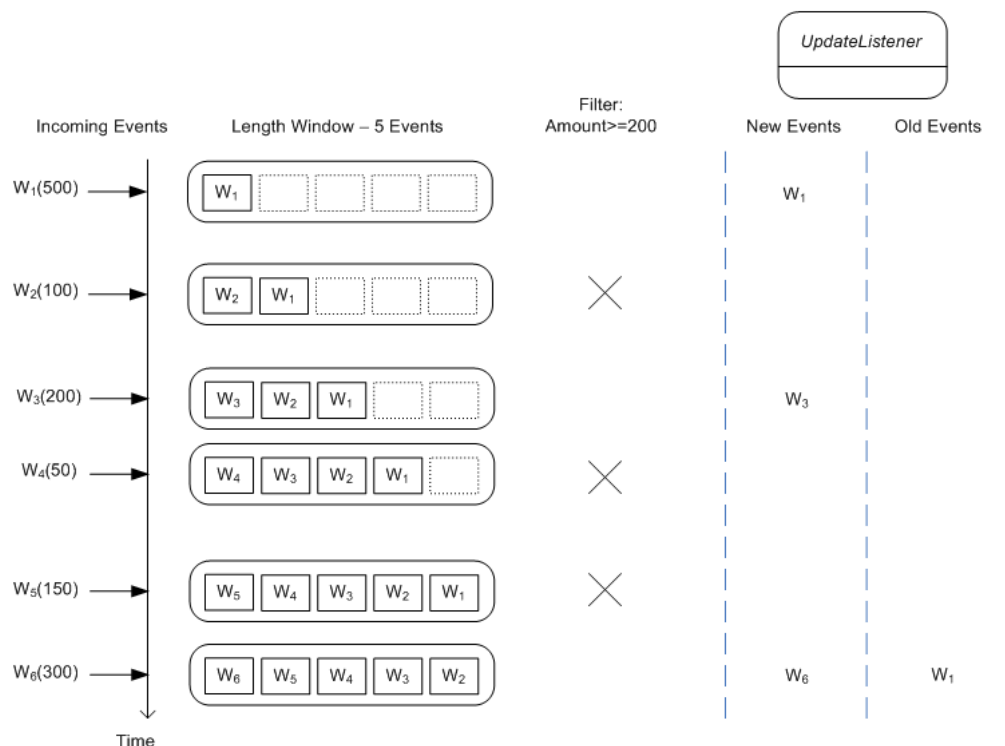 UpdateListener
Filter:
Incoming Events Length Window – 5 Events Amount>=200 New Events Old Events
W₁(500) W₁ W₁
W₂(100) W₂ W₁
W₃(200) W₃ W₂ W₁ W₃
W₄(50) W₄ W₃ W₂ W₁
W₅(150) W₅ W₄ W₃ W₂ W₁
W₆(300) W₆ W₅ W₄ W₃ W₂ W₆ W₁
Time